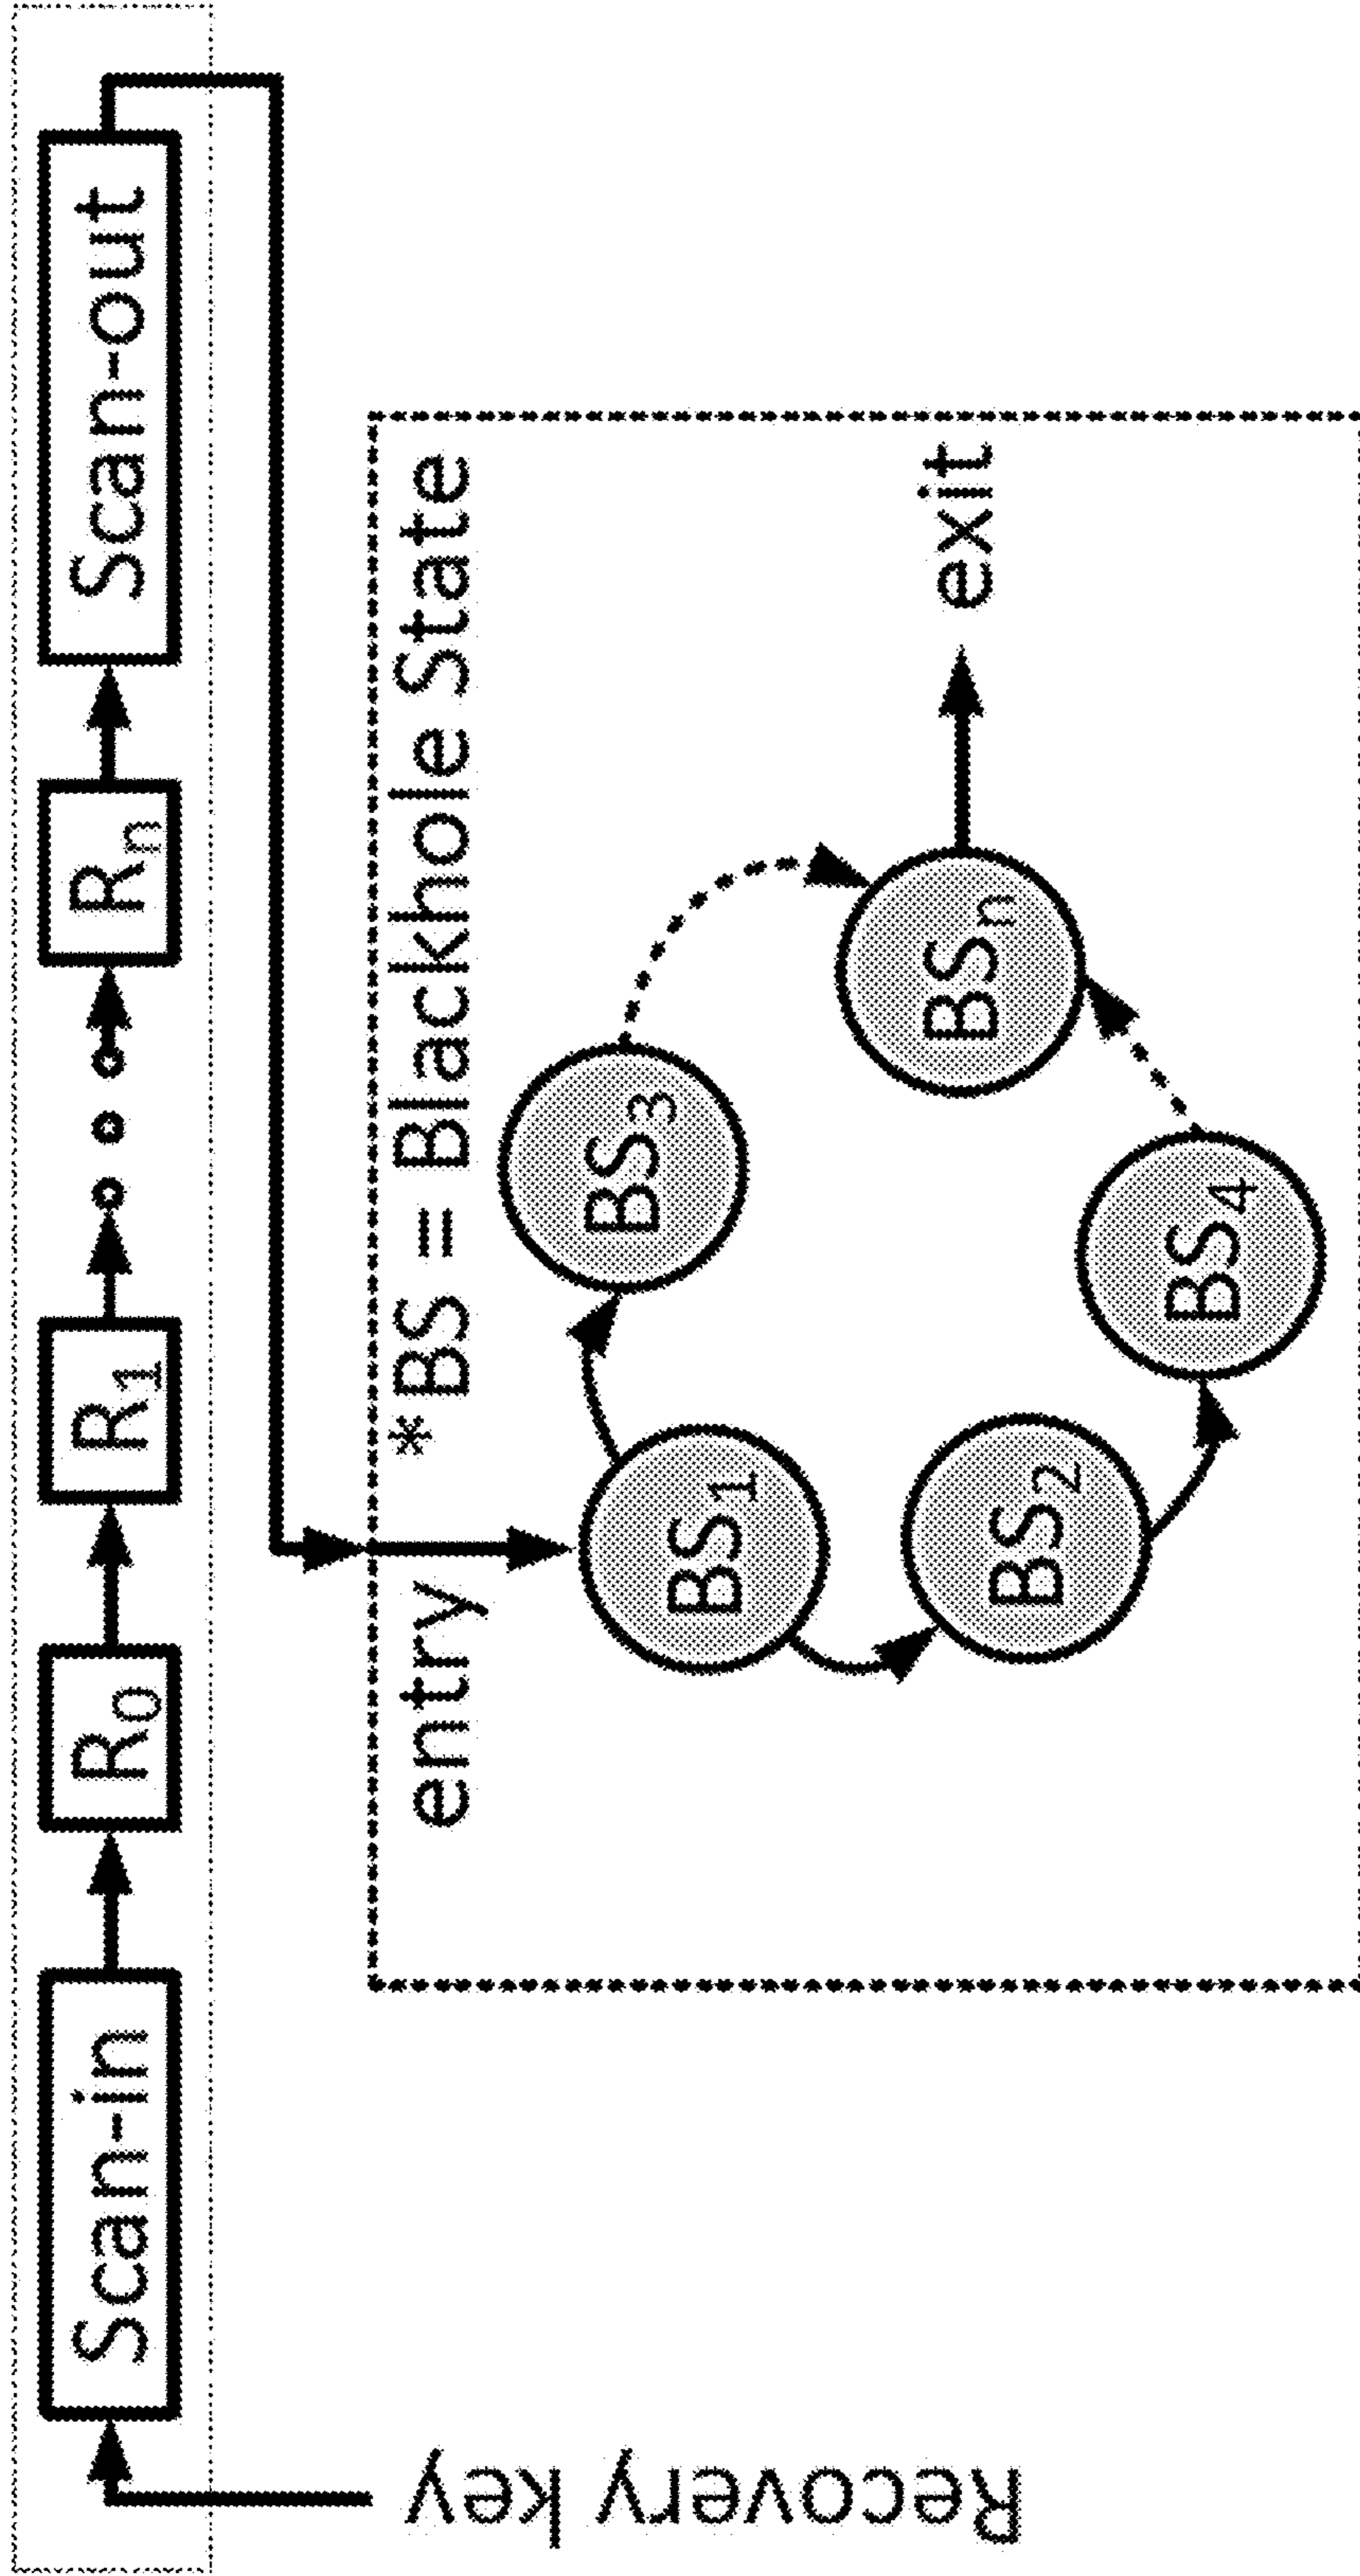 Scan-in
R0
R1
Rn
Scan-out
Recovery key
entry
* BS = Blackhole State
BS1
BS3
BS2
BS4
BSn
exit